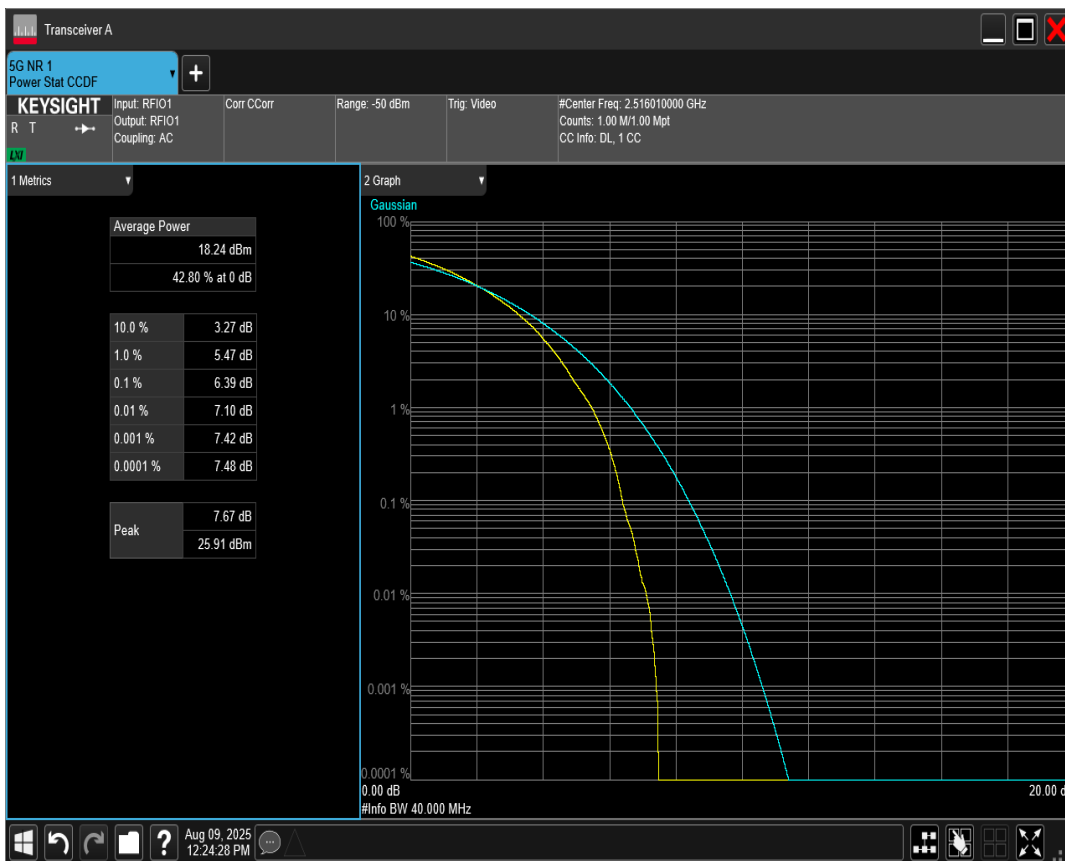 Transceiver A
5G NR 1
Power Stat CCDF
KEYSIGHT
R T
LXI
Input: RFIO1
Output: RFIO1
Coupling: AC
Corr CCorr
Range: -50 dBm
Trig: Video
#Center Freq: 2.516010000 GHz
Counts: 1.00 M/1.00 Mpt
CC Info: DL, 1 CC
1 Metrics
Average Power
18.24 dBm
42.80 % at 0 dB
10.0 % 3.27 dB
1.0 % 5.47 dB
0.1 % 6.39 dB
0.01 % 7.10 dB
0.001 % 7.42 dB
0.0001 % 7.48 dB
Peak
7.67 dB
25.91 dBm
2 Graph
Gaussian
100 %
10 %
1 %
0.1 %
0.01 %
0.001 %
0.0001 %
0.00 dB 20.00 d
#Info BW 40.000 MHz
?
Aug 09, 2025
12:24:28 PM